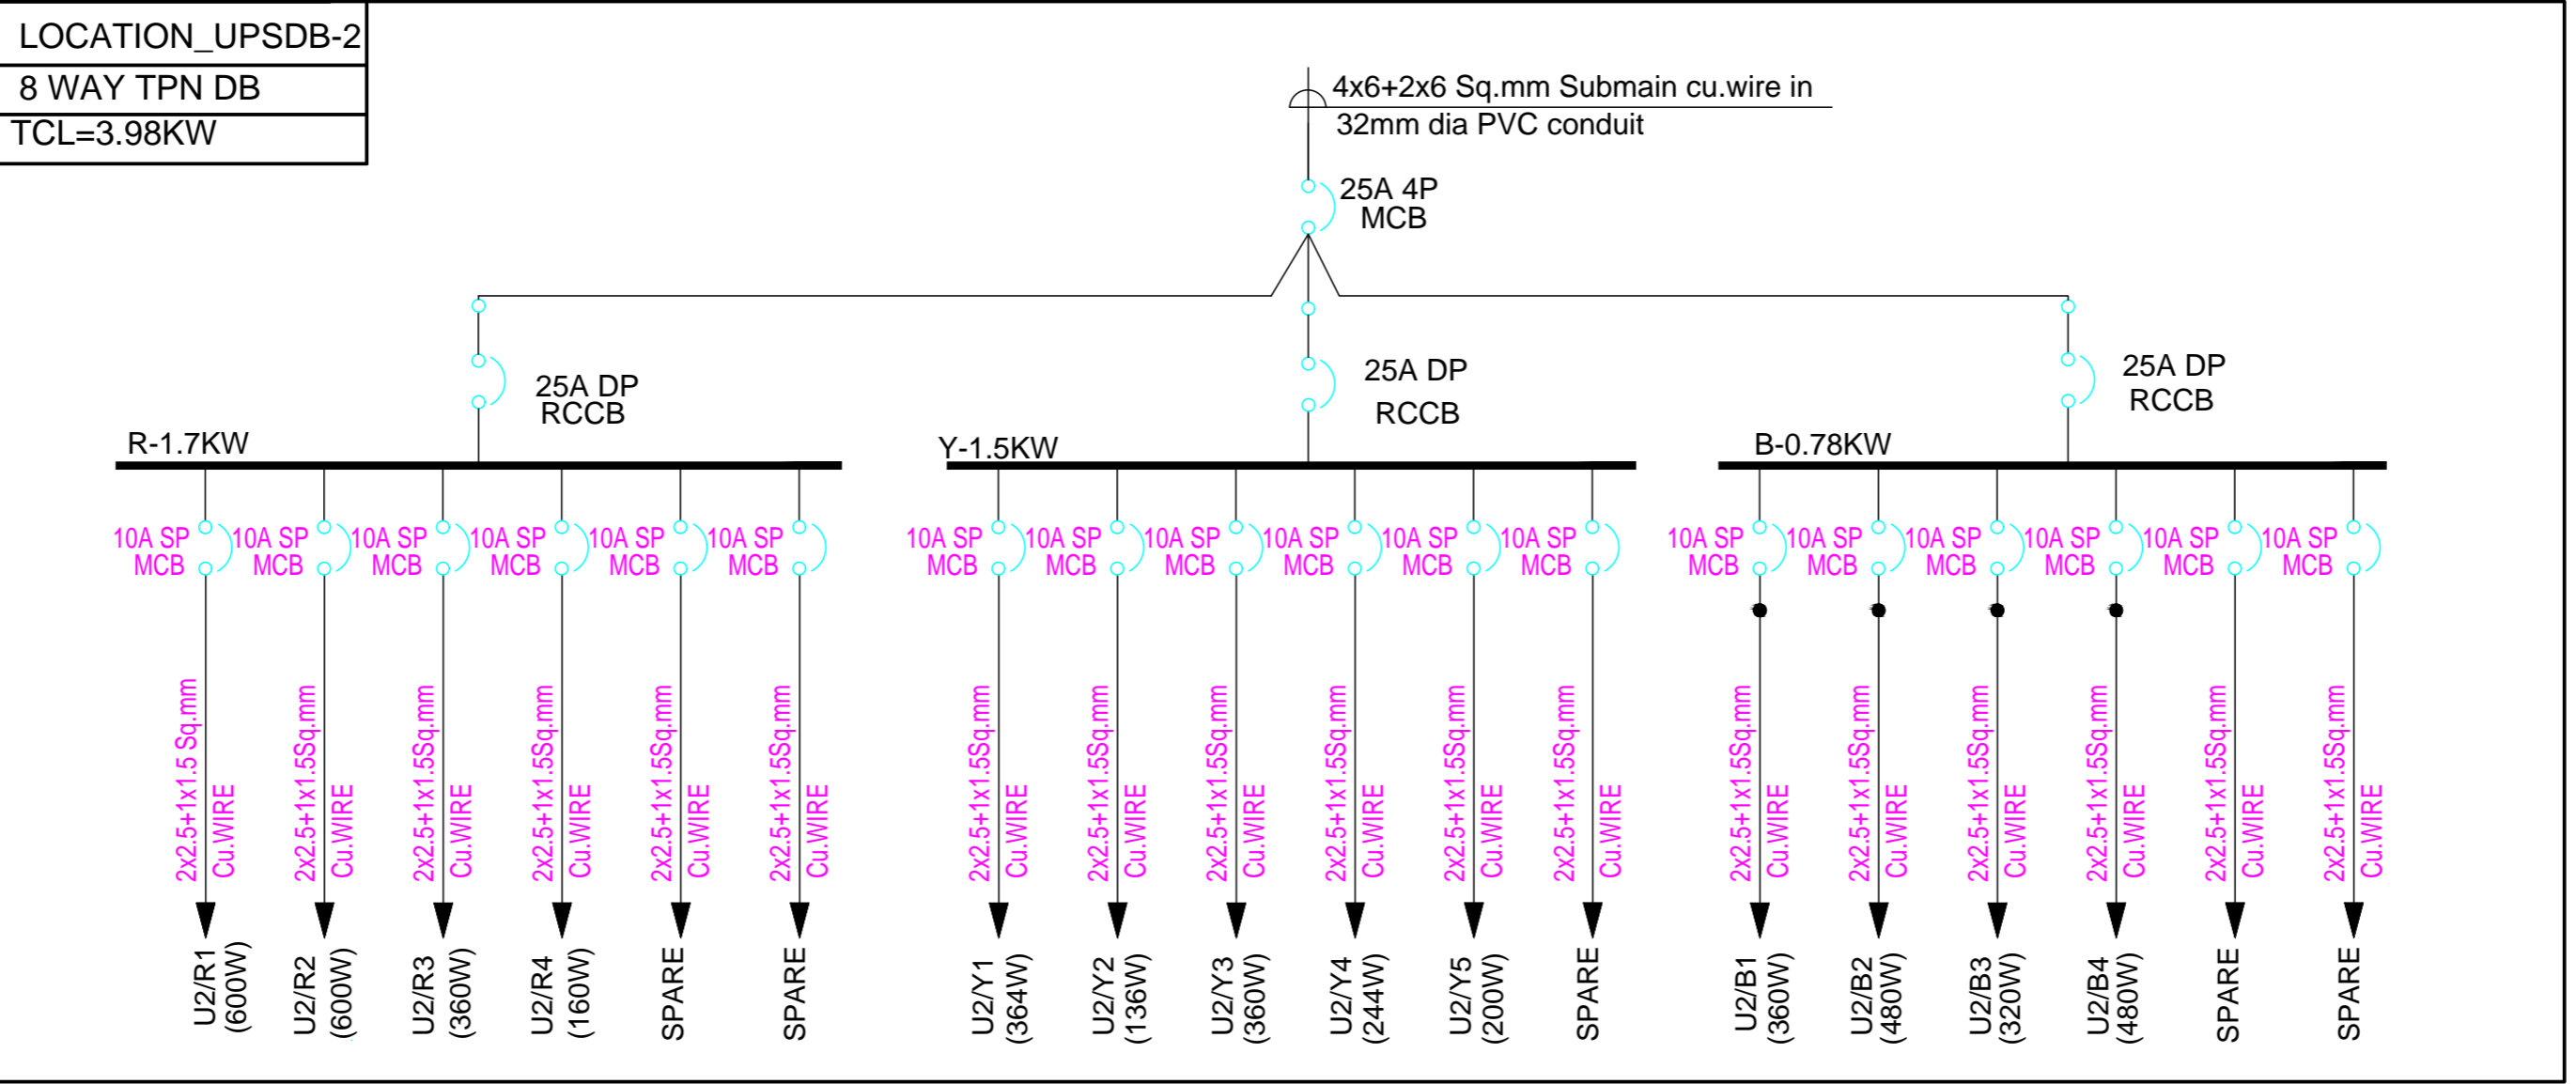 LOCATION_UPSDB-2
8 WAY TPN DB
TCL=3.98KW
4x6+2x6 Sq.mm Submain cu.wire in
32mm dia PVC conduit
25A 4P
MCB
25A DP
RCCB
25A DP
RCCB
25A DP
RCCB
R-1.7KW
Y-1.5KW
B-0.78KW
10A SP
MCB
10A SP
MCB
10A SP
MCB
10A SP
MCB
10A SP
MCB
10A SP
MCB
10A SP
MCB
10A SP
MCB
10A SP
MCB
10A SP
MCB
10A SP
MCB
10A SP
MCB
10A SP
MCB
10A SP
MCB
10A SP
MCB
10A SP
MCB
10A SP
MCB
10A SP
MCB
2x2.5+1x1.5 Sq.mm
Cu.WIRE
2x2.5+1x1.5Sq.mm
Cu.WIRE
2x2.5+1x1.5Sq.mm
Cu.WIRE
2x2.5+1x1.5Sq.mm
Cu.WIRE
2x2.5+1x1.5Sq.mm
Cu.WIRE
2x2.5+1x1.5Sq.mm
Cu.WIRE
2x2.5+1x1.5Sq.mm
Cu.WIRE
2x2.5+1x1.5Sq.mm
Cu.WIRE
2x2.5+1x1.5Sq.mm
Cu.WIRE
2x2.5+1x1.5Sq.mm
Cu.WIRE
2x2.5+1x1.5Sq.mm
Cu.WIRE
2x2.5+1x1.5Sq.mm
Cu.WIRE
2x2.5+1x1.5Sq.mm
Cu.WIRE
2x2.5+1x1.5Sq.mm
Cu.WIRE
2x2.5+1x1.5Sq.mm
Cu.WIRE
2x2.5+1x1.5Sq.mm
Cu.WIRE
2x2.5+1x1.5Sq.mm
Cu.WIRE
2x2.5+1x1.5Sq.mm
Cu.WIRE
U2/R1
(600W)
U2/R2
(600W)
U2/R3
(360W)
U2/R4
(160W)
SPARE
SPARE
U2/Y1
(364W)
U2/Y2
(136W)
U2/Y3
(360W)
U2/Y4
(244W)
U2/Y5
(200W)
SPARE
U2/B1
(360W)
U2/B2
(480W)
U2/B3
(320W)
U2/B4
(480W)
SPARE
SPARE